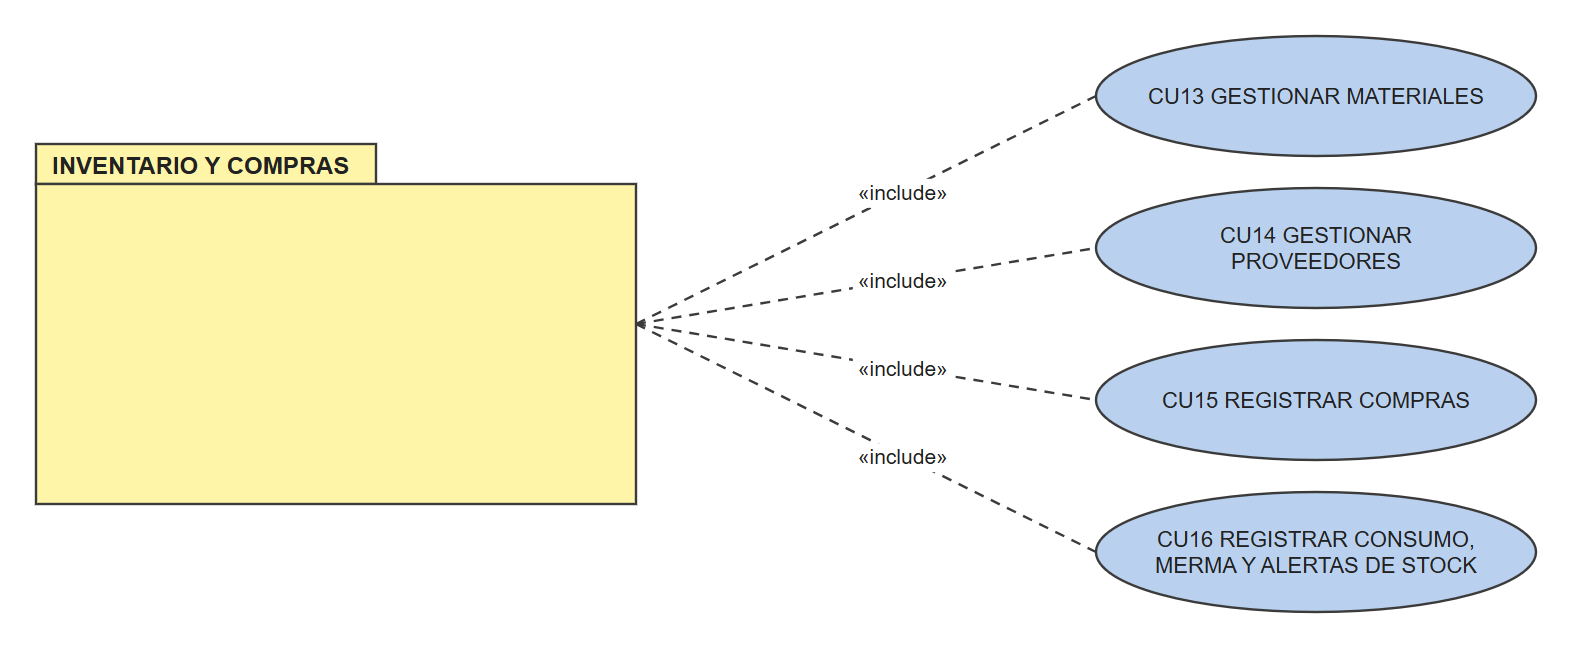 INVENTARIO Y COMPRAS
CU13 GESTIONAR MATERIALES
«include»
CU14 GESTIONAR
PROVEEDORES
«include»
«include»
CU15 REGISTRAR COMPRAS
«include»
CU16 REGISTRAR CONSUMO,
MERMA Y ALERTAS DE STOCK